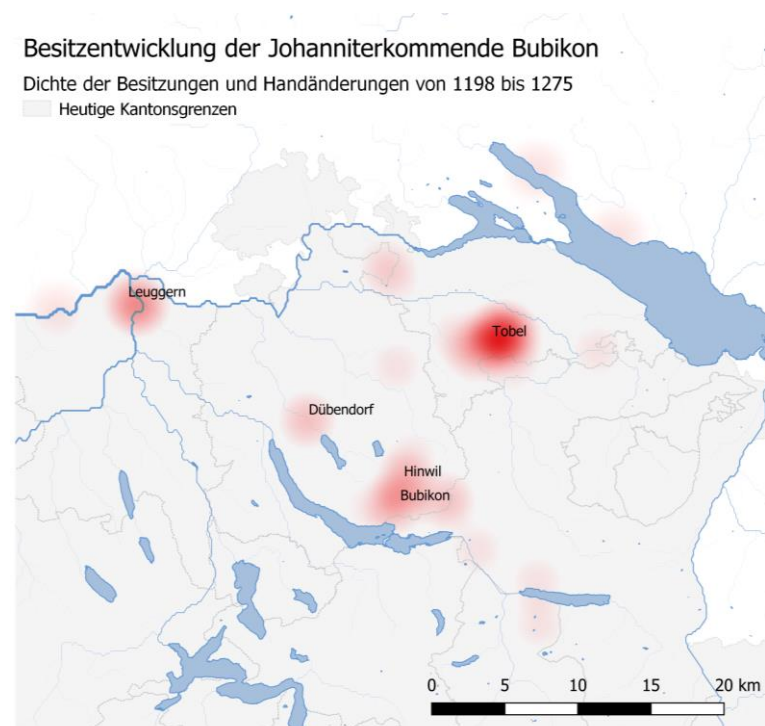 Besitzentwicklung der Johanniterkommende Bubikon
Dichte der Besitzungen und Handänderungen von 1198 bis 1275
Heutige Kantonsgrenzen
Leuggern
Tobel
Dübendorf
Hinwil
Bubikon
0 5 10 15 20 km